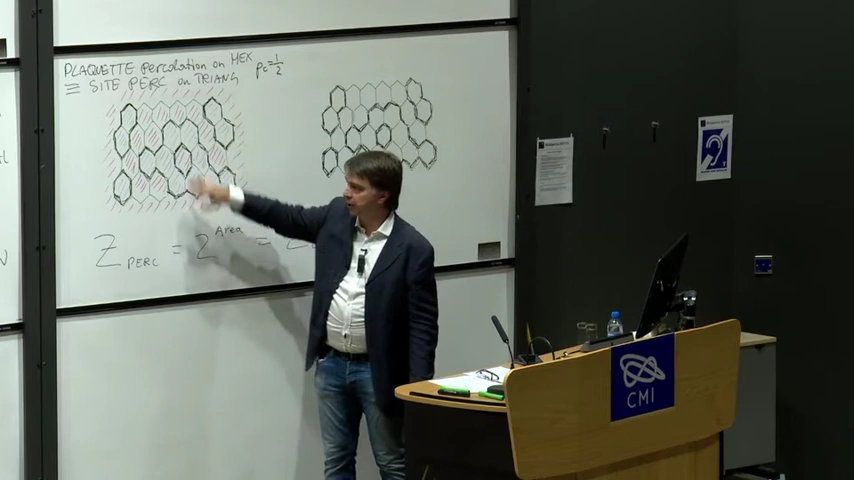 PLAQUETTE percolation on HEX
≡ SITE PERC on TRIANG pc=1/2
Z PERC = 2 Area =
CMI